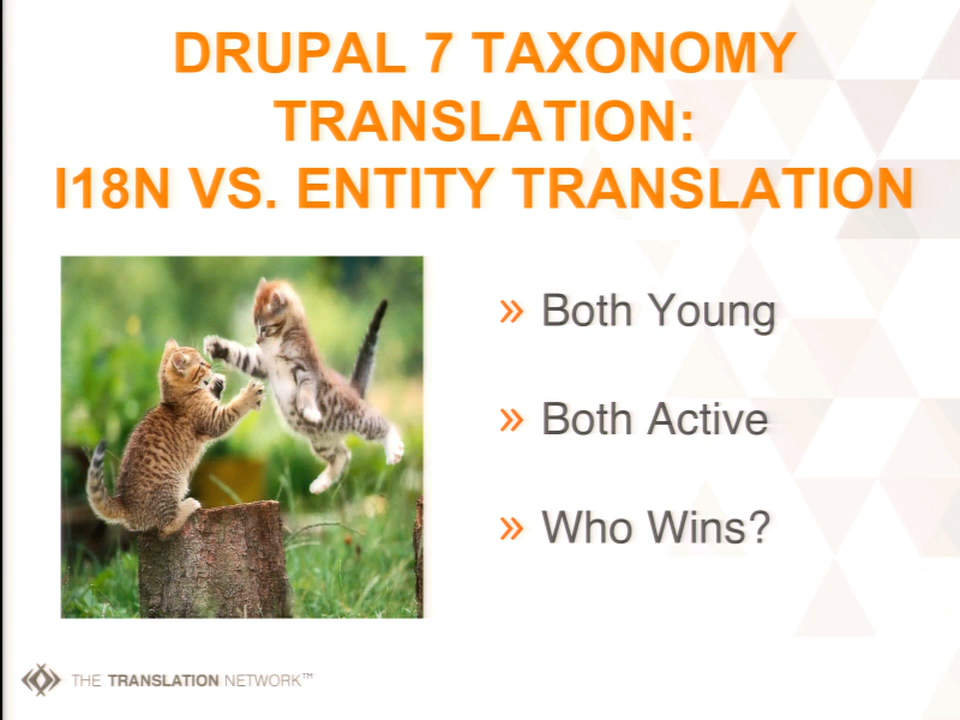 DRUPAL 7 TAXONOMY
TRANSLATION:
I18N VS. ENTITY TRANSLATION
» Both Young
» Both Active
» Who Wins?
THE TRANSLATION NETWORK™